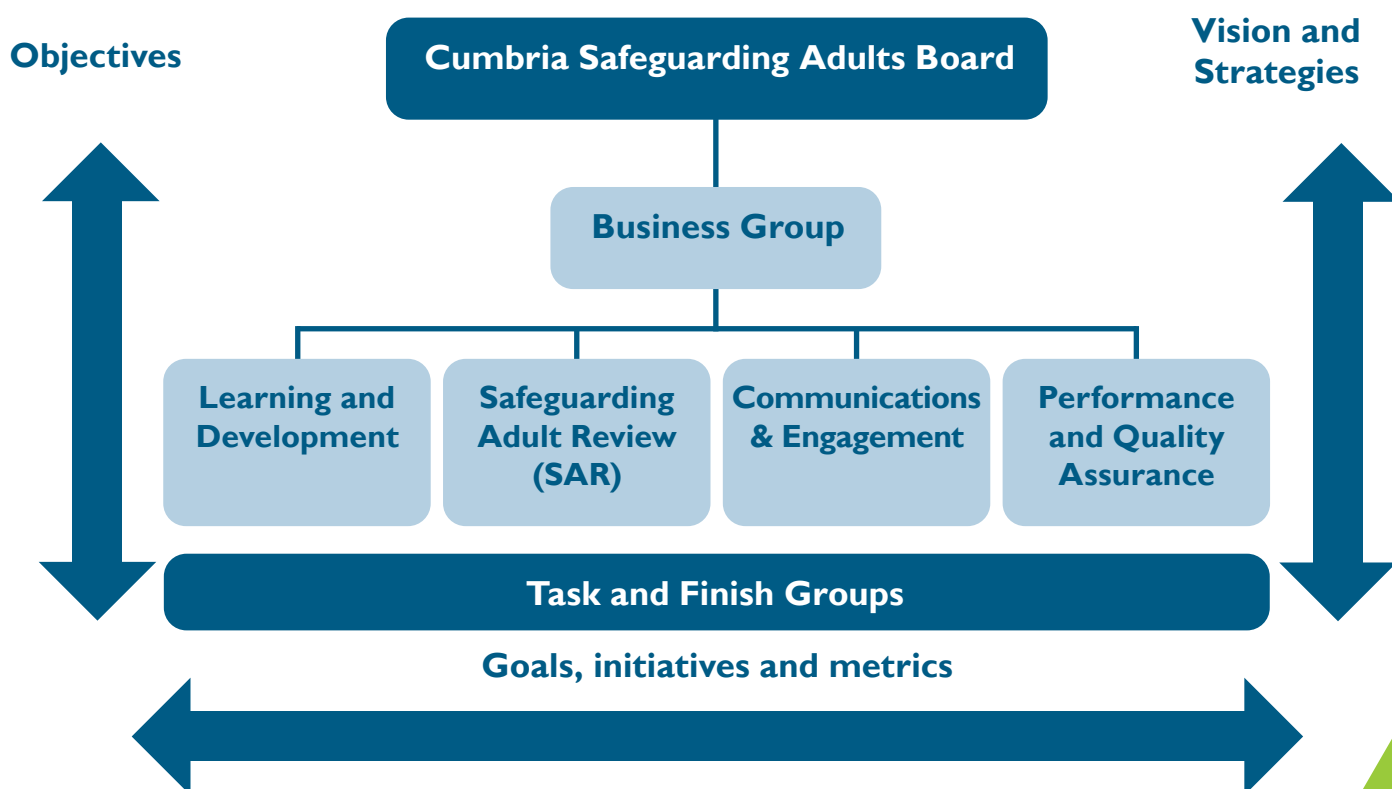 Objectives
Cumbria Safeguarding Adults Board
Vision and
Strategies
Business Group
Learning and
Development
Safeguarding
Adult Review
(SAR)
Communications
& Engagement
Performance
and Quality
Assurance
Task and Finish Groups
Goals, initiatives and metrics